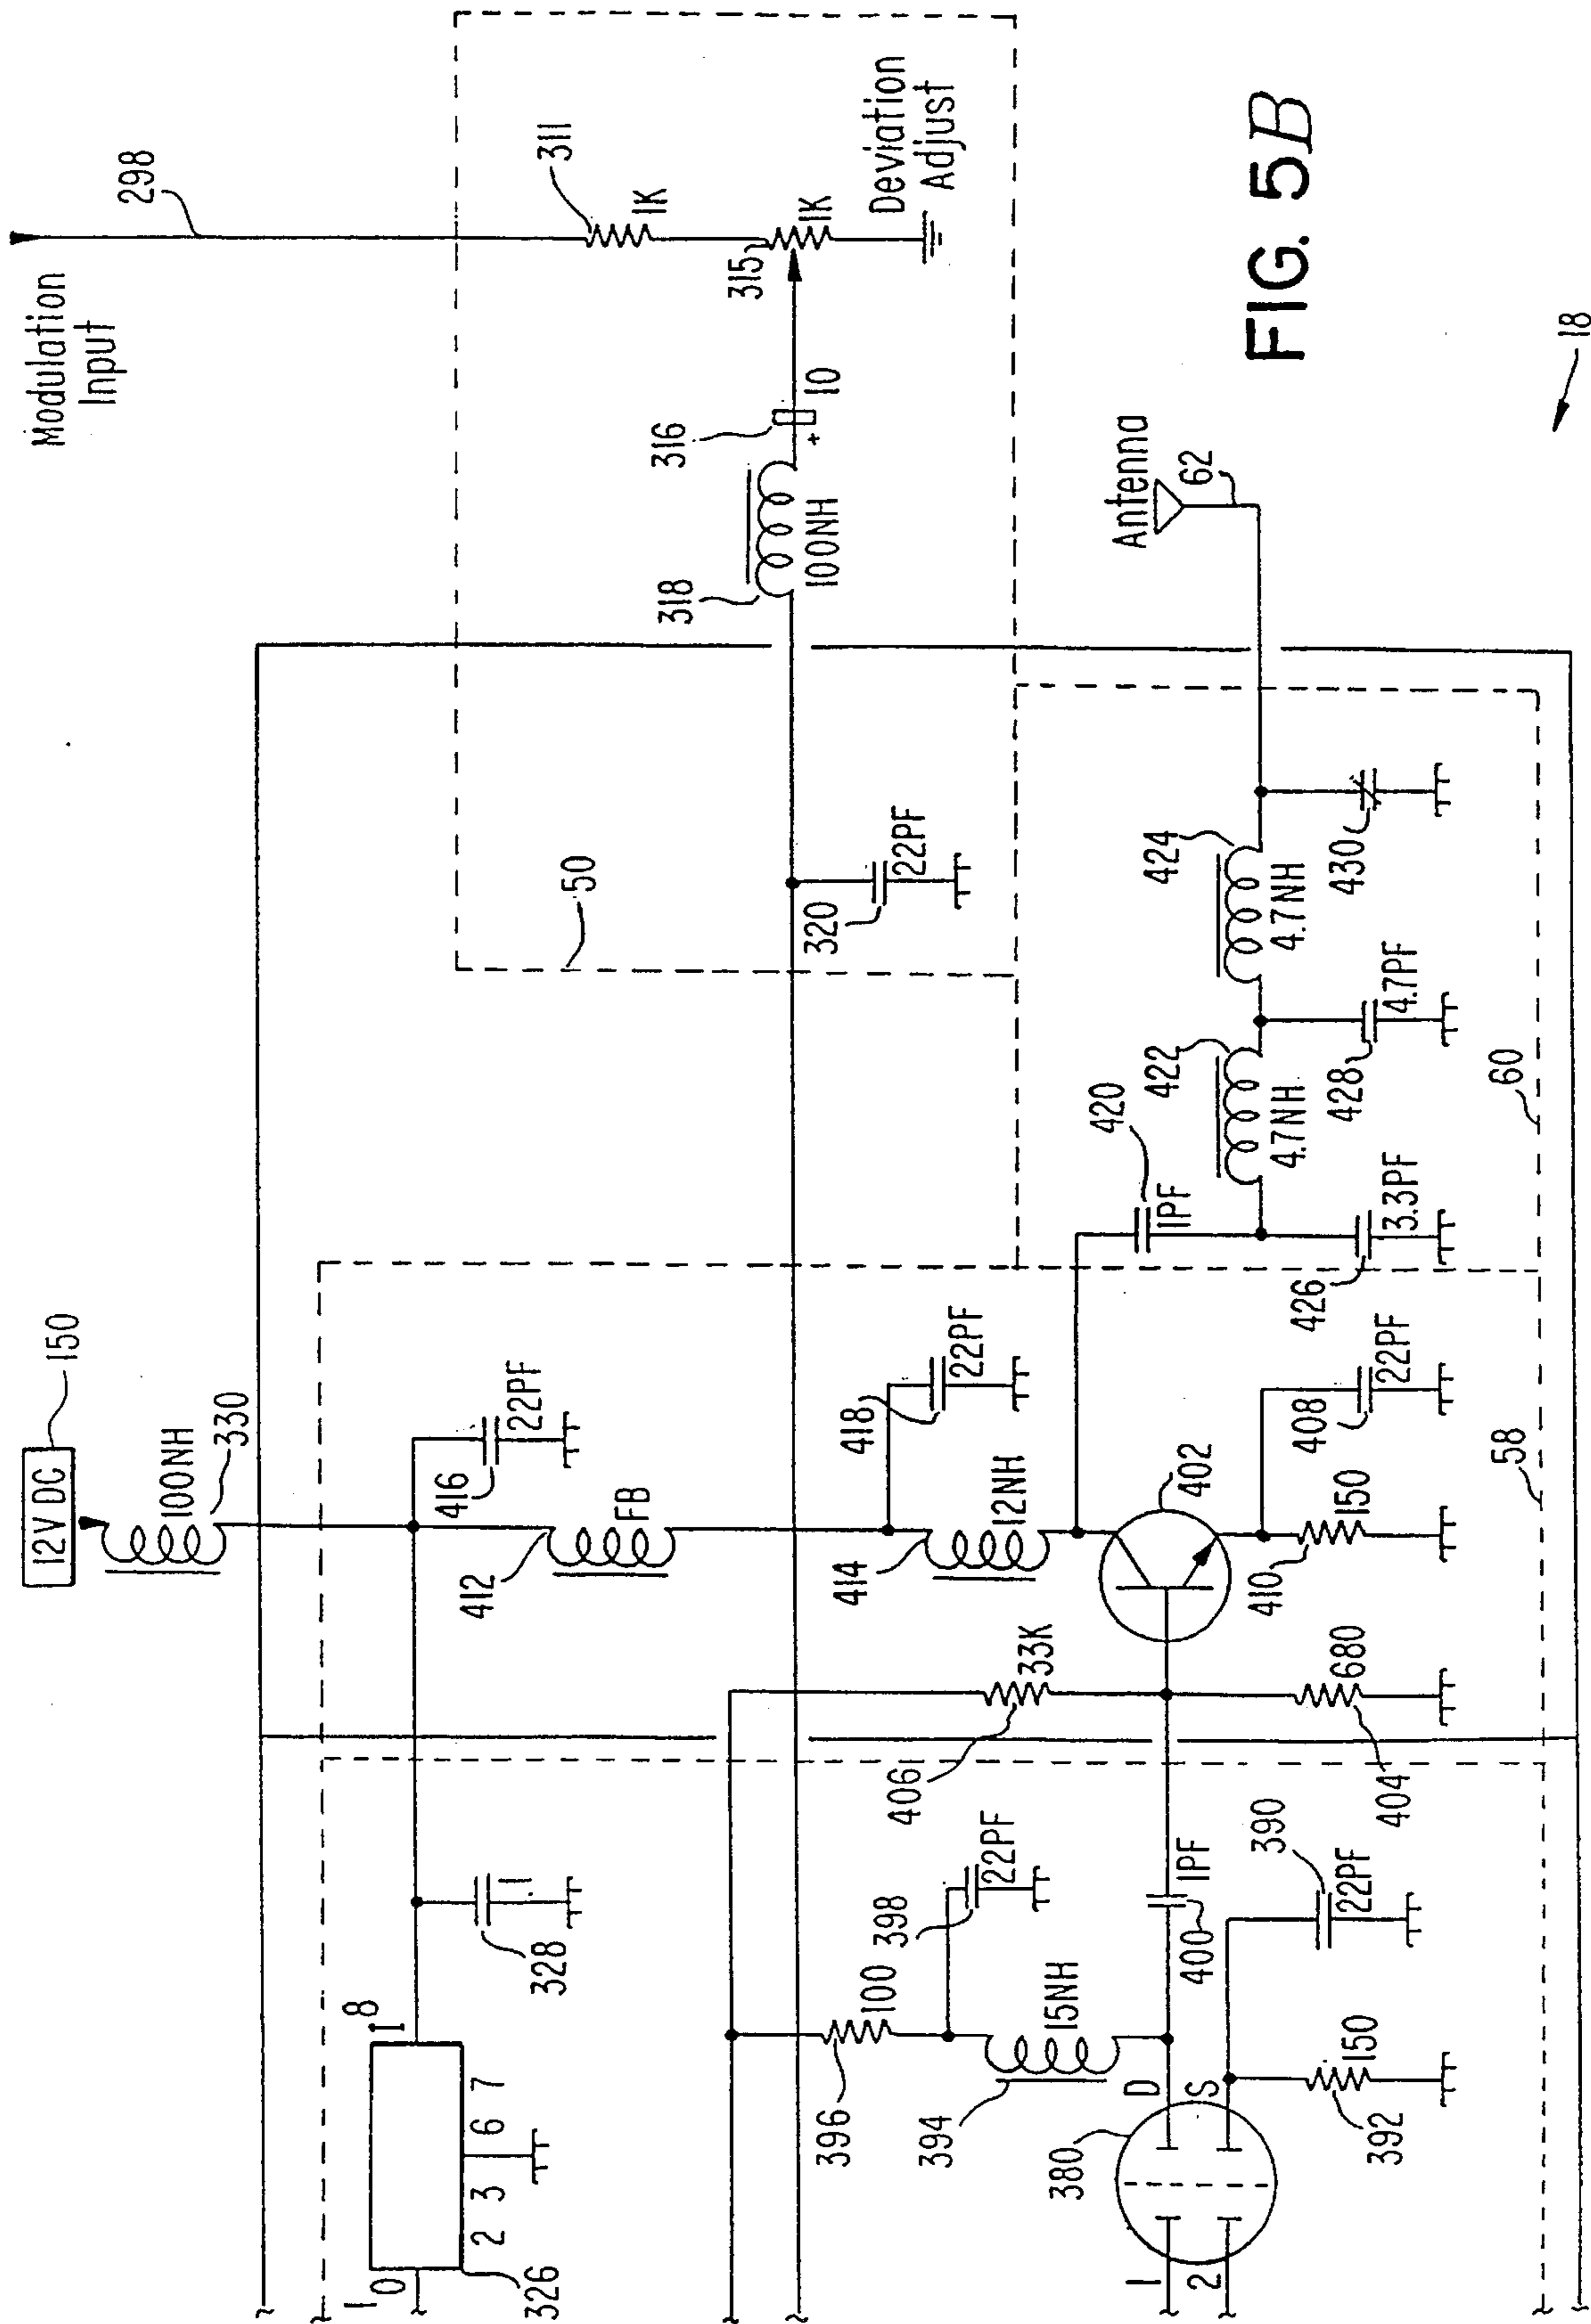 Modulation
Input
298
311
1K
315
1K
Deviation
Adjust
316
10
+
318
100NH
50
320
22PF
FIG. 5B
18
Antenna
62
424
4.7NH
430
422
4.7NH
428
4.7PF
420
1PF
426
3.3PF
60
150
12V DC
100NH
330
416
22PF
412
FB
418
22PF
414
12NH
402
408
22PF
410
150
58
406
33K
404
680
328
1
I
8
1
0
2 3 6 7
326
396
100
398
22PF
394
15NH
400
1PF
390
22PF
380
D
S
392
150
1
2